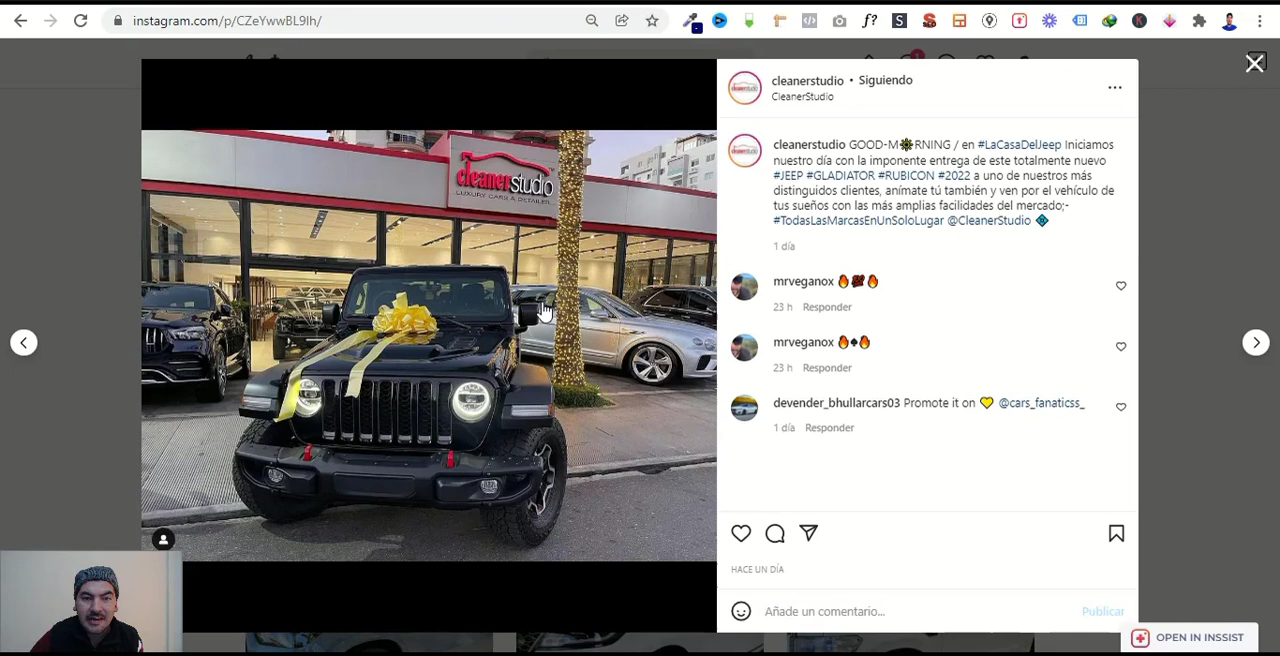 instagram.com/p/CZeYwwBL9lh/
cleanerstudio • Siguiendo
CleanerStudio
cleanerstudio
LUXURY CARS & DETAILER
cleanerstudio GOOD-M RNING / en #LaCasaDelJeep Iniciamos
nuestro día con la imponente entrega de este totalmente nuevo
#JEEP #GLADIATOR #RUBICON #2022 a uno de nuestros más
distinguidos clientes, anímate tú también y ven por el vehículo de
tus sueños con las más amplias facilidades del mercado;-
#TodasLasMarcasEnUnSoloLugar @CleanerStudio
1 día
mrveganox 🔥💯🔥
23 h Responder
mrveganox 🔥♠🔥
23 h Responder
devender_bhullarcars03 Promote it on 💛 @cars_fanaticss_
1 día Responder
HACE UN DÍA
Añade un comentario...
Publicar
OPEN IN INSSIST